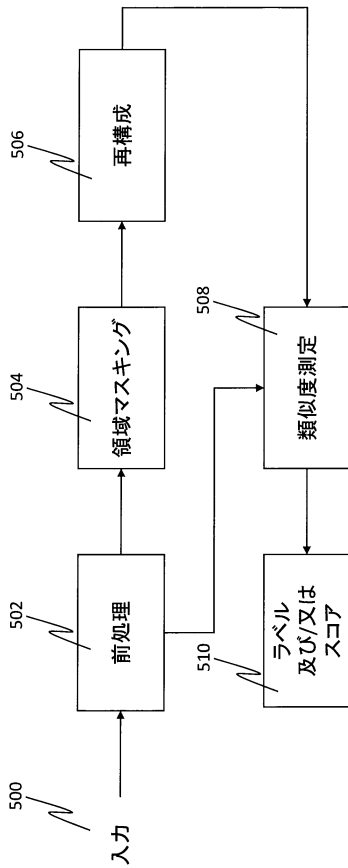 500
入力
502
前処理
504
領域マスキング
506
再構成
508
類似度測定
510
ラベル
及び/又は
スコア